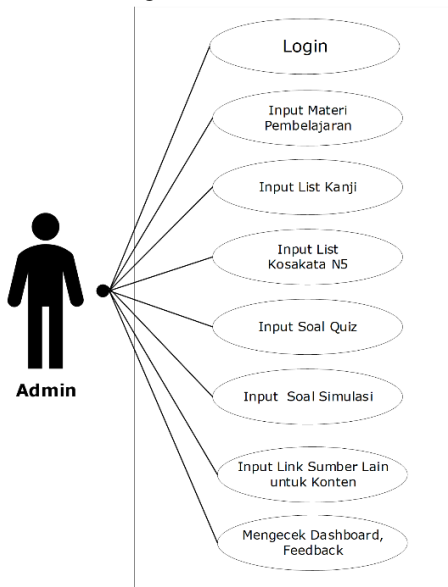 Login
Input Materi
Pembelajaran
Input List Kanji
Input List
Kosakata N5
Input Soal Quiz
Admin
Input Soal Simulasi
Input Link Sumber Lain
untuk Konten
Mengecek Dashboard,
Feedback